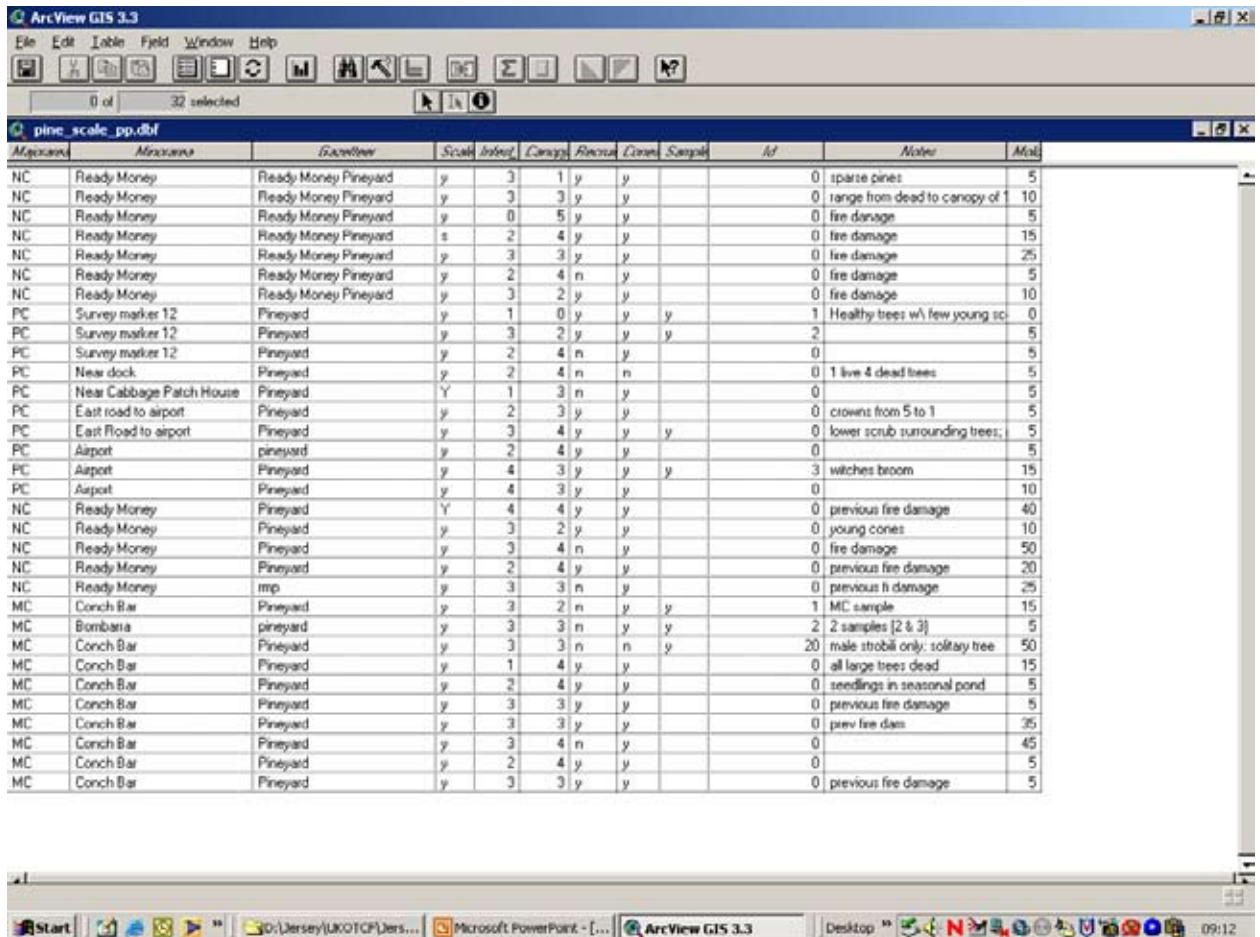 ArcView GIS 3.3
File Edit Table Field Window Help
0 of 32 selected
pine_scale_pp.dbf
Majorarea Minorarea Gazetteer Scale Infest_ Canopy Recrui Cones Sample Id Notes
NC Ready Money Ready Money Pineyard y 3 1 y y 0 sparse pines 5
NC Ready Money Ready Money Pineyard y 3 3 y y 0 range from dead to canopy of 1 10
NC Ready Money Ready Money Pineyard y 0 5 y y 0 fire danage 5
NC Ready Money Ready Money Pineyard s 2 4 y y 0 fire damage 15
NC Ready Money Ready Money Pineyard y 3 3 y y 0 fire damage 25
NC Ready Money Ready Money Pineyard y 2 4 n y 0 fire damage 5
NC Ready Money Ready Money Pineyard y 3 2 y y 0 fire damage 10
PC Survey marker 12 Pineyard y 1 0 y y y 1 Healthy trees w\ few young sc 0
PC Survey marker 12 Pineyard y 3 2 y y y 2 5
PC Survey marker 12 Pineyard y 2 4 n y 0 5
PC Near dock Pineyard y 2 4 n n 0 1 live 4 dead trees 5
PC Near Cabbage Patch House Pineyard Y 1 3 n y 0 5
PC East road to airport Pineyard y 2 3 y y 0 crowns from 5 to 1 5
PC East Road to airport Pineyard y 3 4 y y y 0 lower scrub surrounding trees; 5
PC Airport pineyard y 2 4 y y 0 5
PC Airport Pineyard y 4 3 y y y 3 witches broom 15
PC Airport Pineyard y 4 3 y y 0 10
NC Ready Money Pineyard Y 4 4 y y 0 previous fire damage 40
NC Ready Money Pineyard y 3 2 y y 0 young cones 10
NC Ready Money Pineyard y 3 4 n y 0 fire damage 50
NC Ready Money Pineyard y 2 4 y y 0 previous fire damage 20
NC Ready Money rmp y 3 3 n y 0 previous fi damage 25
MC Conch Bar Pineyard y 3 2 n y y 1 MC sample 15
MC Bombarra pineyard y 3 3 n y y 2 2 samples [2 & 3] 5
MC Conch Bar Pineyard y 3 3 n n y 20 male strobili only; solitary tree 50
MC Conch Bar Pineyard y 1 4 y y 0 all large trees dead 15
MC Conch Bar Pineyard y 2 4 y y 0 seedlings in seasonal pond 5
MC Conch Bar Pineyard y 3 3 y y 0 previous fire damage 5
MC Conch Bar Pineyard y 3 3 y y 0 prev fire dam 35
MC Conch Bar Pineyard y 3 4 n y 0 45
MC Conch Bar Pineyard y 2 4 y y 0 5
MC Conch Bar Pineyard y 3 3 y y 0 previous fire damage 5
Start D:\Jersey\UKOTCF\Jers... Microsoft PowerPoint - [... ArcView GIS 3.3 Desktop 09:12